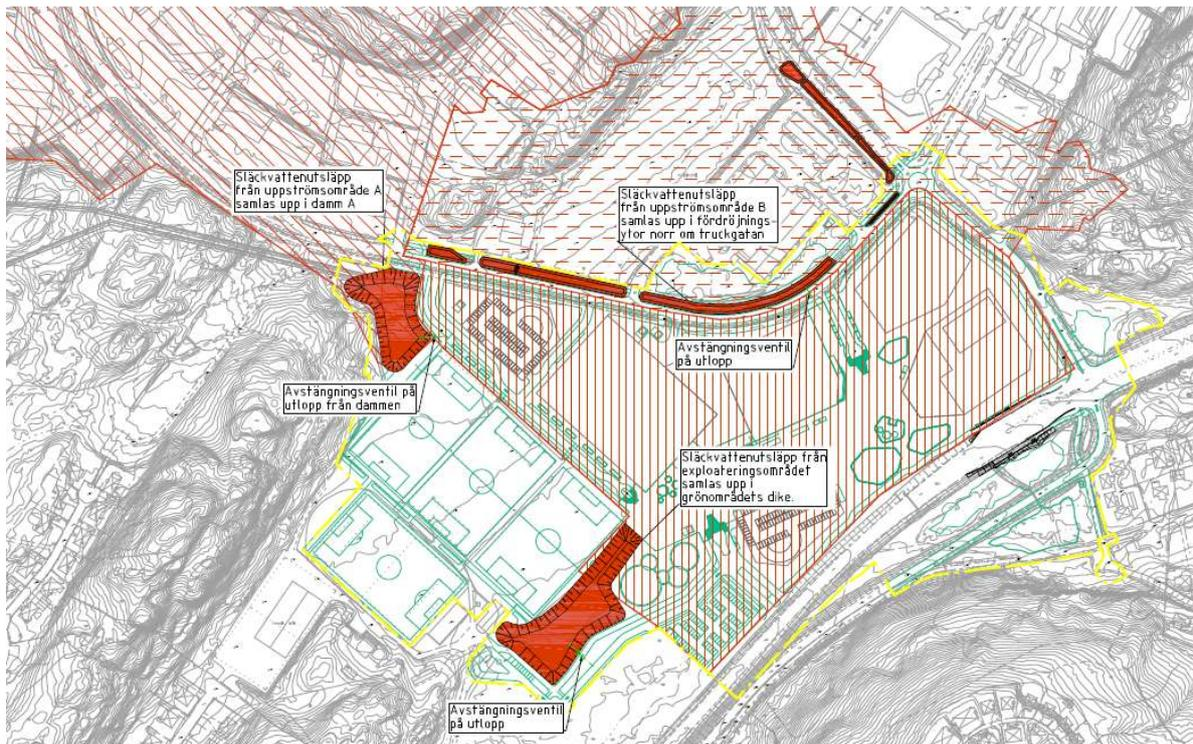 Släckvattenutsläpp
från uppströmsområde A
samlas upp i damm A
Släckvattenutsläpp
från uppströmsområde B
samlas upp i fördröjnings-
ytor norr om truckgatan
Avstängningsventil
på utlopp
Avstängningsventil på
utlopp från dammen
Släckvattenutsläpp från
exploateringsområdet
samlas upp i
grönområdets dike.
Avstängningsventil
på utlopp